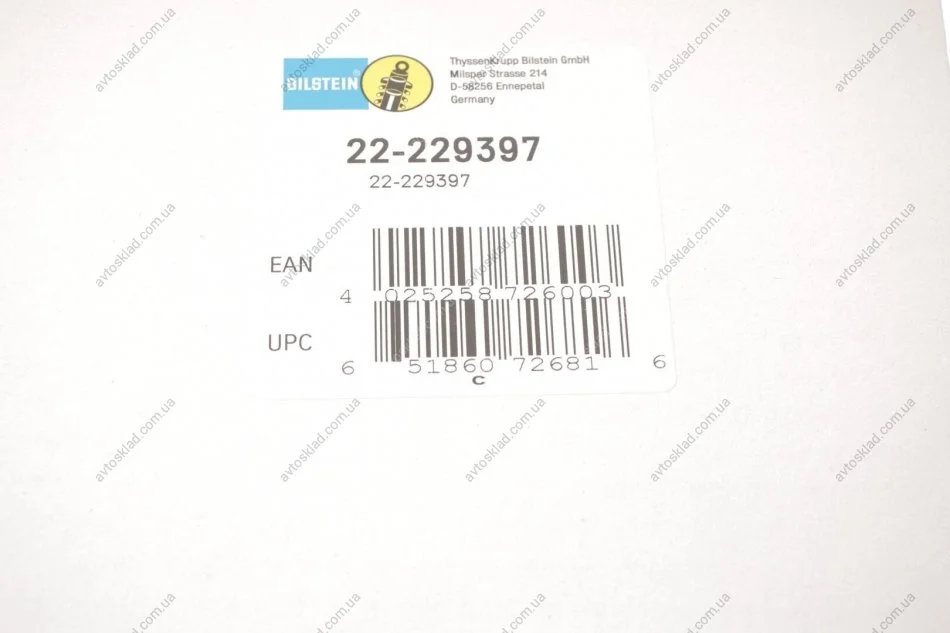 BILSTEIN
ThyssenKrupp Bilstein GmbH
Milsper Strasse 214
D-58256 Ennepetal
Germany
22-229397
22-229397
EAN
4 025258 726003
UPC
6 51860 72681 6
C
avtosklad.com.ua